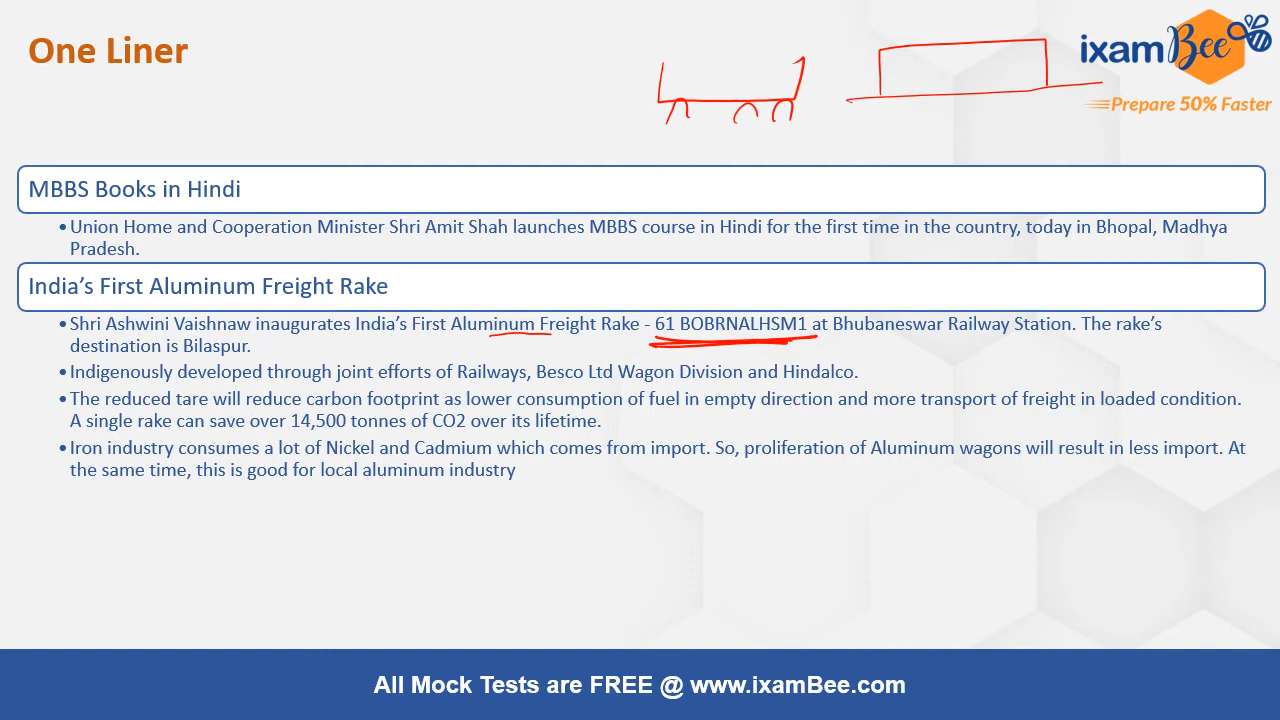 One Liner
ixamBee
Prepare 50% Faster
MBBS Books in Hindi
•Union Home and Cooperation Minister Shri Amit Shah launches MBBS course in Hindi for the first time in the country, today in Bhopal, Madhya
Pradesh.
India’s First Aluminum Freight Rake
•Shri Ashwini Vaishnaw inaugurates India’s First Aluminum Freight Rake - 61 BOBRNALHSM1 at Bhubaneswar Railway Station. The rake’s
destination is Bilaspur.
•Indigenously developed through joint efforts of Railways, Besco Ltd Wagon Division and Hindalco.
•The reduced tare will reduce carbon footprint as lower consumption of fuel in empty direction and more transport of freight in loaded condition.
A single rake can save over 14,500 tonnes of CO2 over its lifetime.
•Iron industry consumes a lot of Nickel and Cadmium which comes from import. So, proliferation of Aluminum wagons will result in less import. At
the same time, this is good for local aluminum industry
All Mock Tests are FREE @ www.ixamBee.com